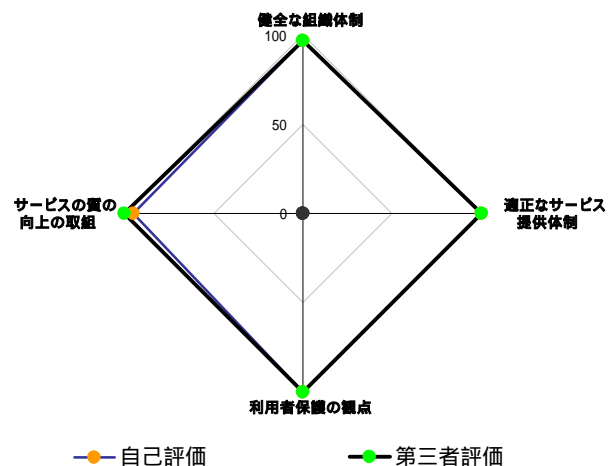 健全な組織体制
100
50
サービスの質の
向上の取組
0
適正なサービス
提供体制
利用者保護の観点
自己評価
第三者評価